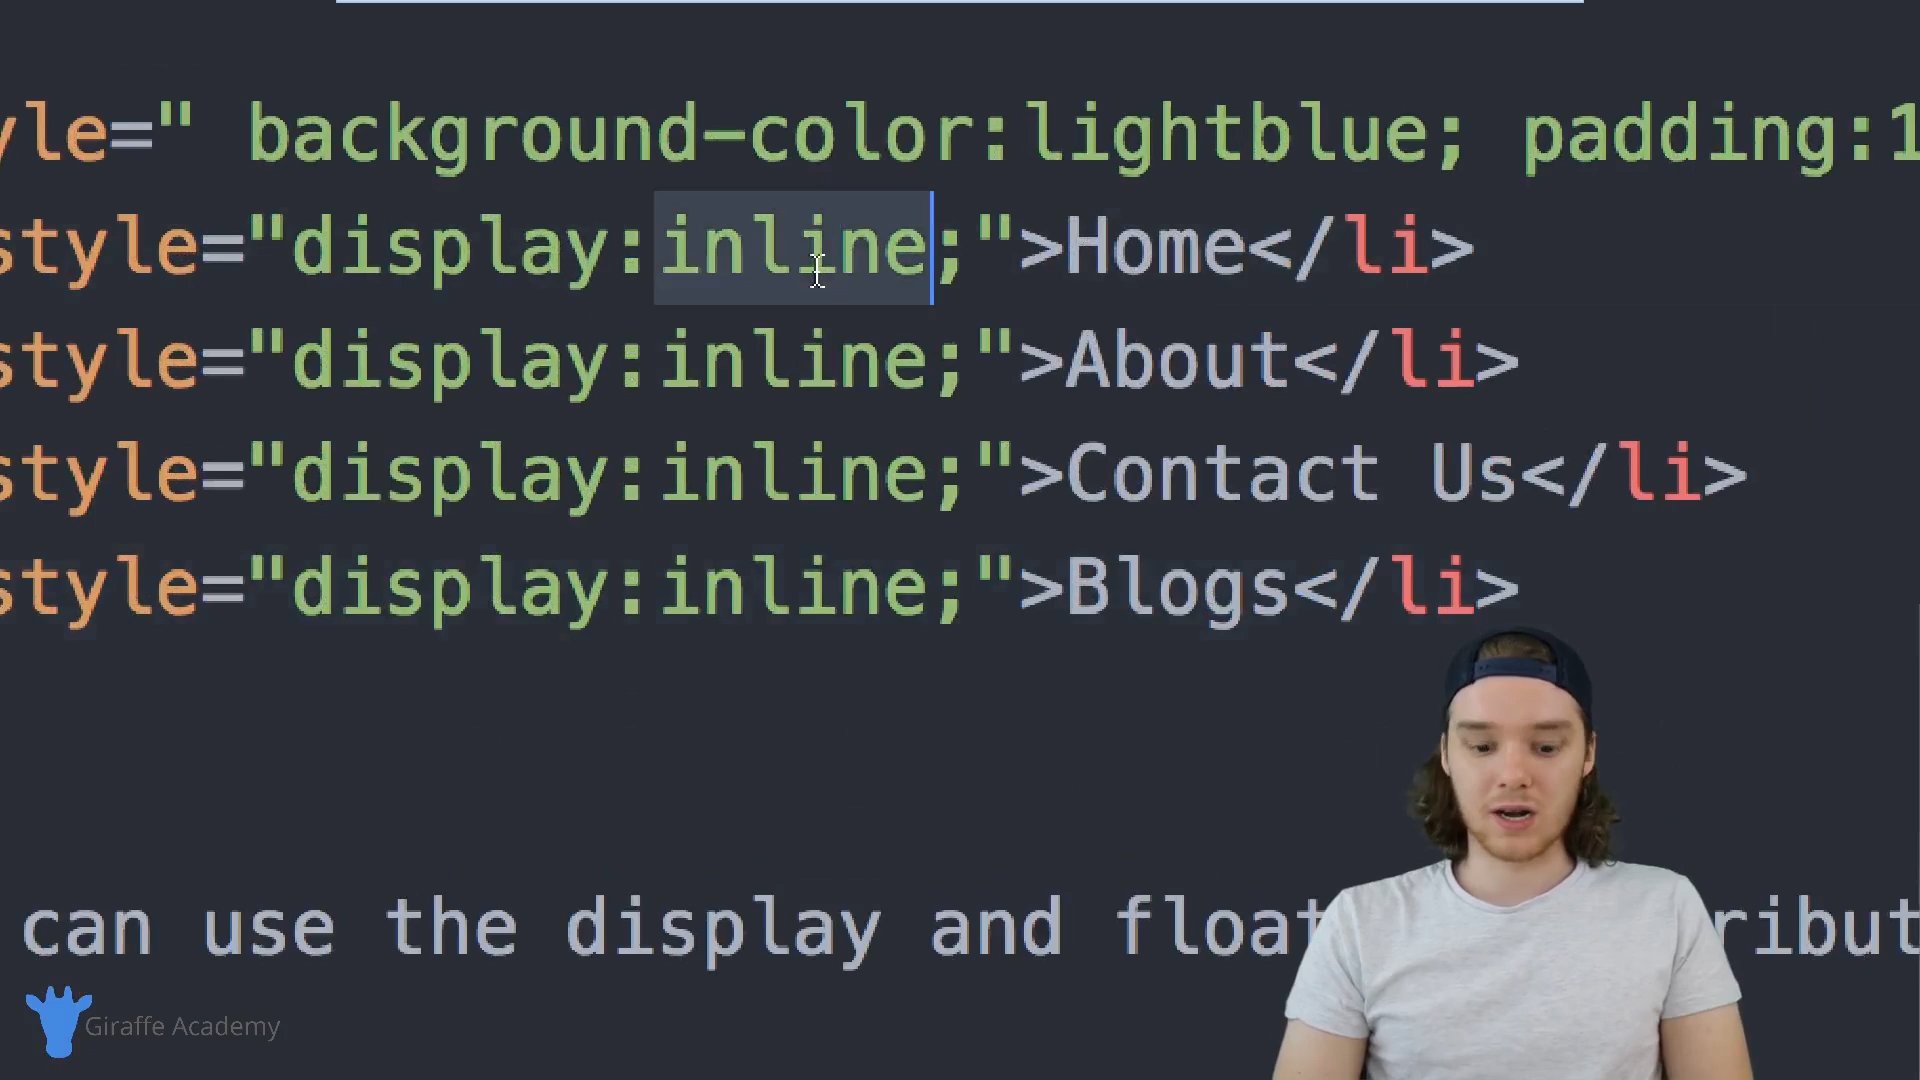 yle=" background-color:lightblue; padding:1
style="display:inline;">Home</li>
style="display:inline;">About</li>
style="display:inline;">Contact Us</li>
style="display:inline;">Blogs</li>
can use the display and float ribut
Giraffe Academy